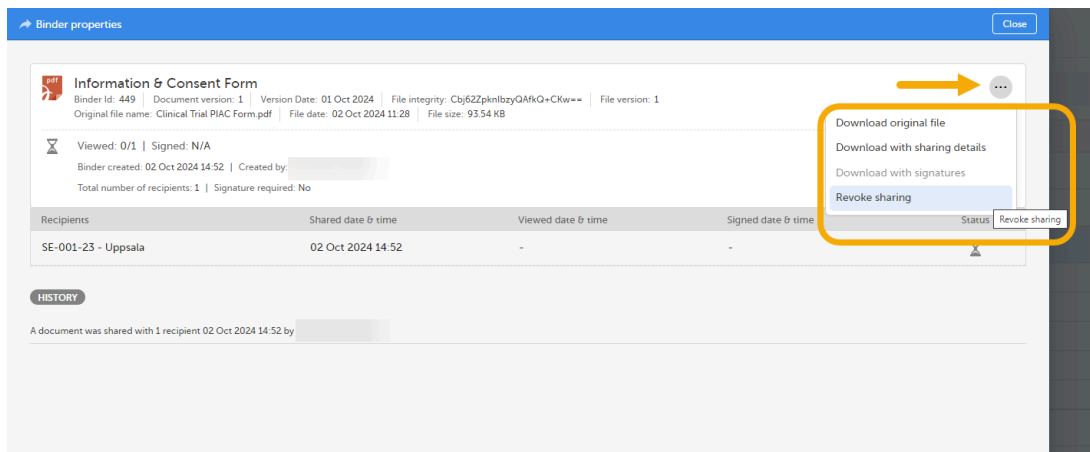 Binder properties
Close
pdf
Information & Consent Form
Binder Id: 449 Document version: 1 Version Date: 01 Oct 2024 File integrity: Cbj62ZpknIbzyQAfkQ+CKw== File version: 1
Original file name: Clinical Trial PIAC Form.pdf File date: 02 Oct 2024 11:28 File size: 93.54 KB
...
Viewed: 0/1 | Signed: N/A
Binder created: 02 Oct 2024 14:52 | Created by:
Total number of recipients: 1 | Signature required: No
Download original file
Download with sharing details
Download with signatures
Revoke sharing
Recipients Shared date & time Viewed date & time Signed date & time Status
Revoke sharing
SE-001-23 - Uppsala 02 Oct 2024 14:52 - -
HISTORY
A document was shared with 1 recipient 02 Oct 2024 14:52 by